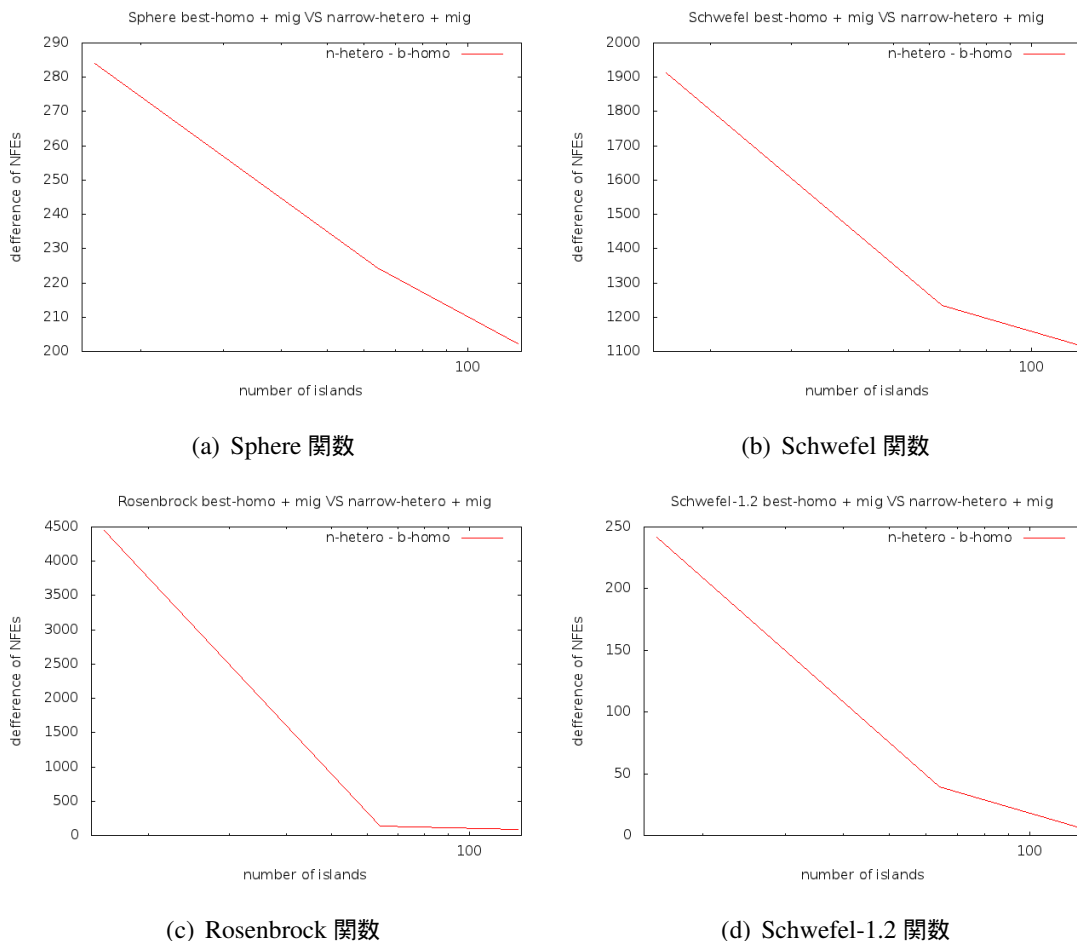 Sphere best-homo + mig VS narrow-hetero + mig
n-hetero - b-homo
290
280
270
260
250
240
230
220
210
200
defference of NFEs
100
number of islands
(a) Sphere 関数
Schwefel best-homo + mig VS narrow-hetero + mig
n-hetero - b-homo
2000
1900
1800
1700
1600
1500
1400
1300
1200
1100
defference of NFEs
100
number of islands
(b) Schwefel 関数
Rosenbrock best-homo + mig VS narrow-hetero + mig
n-hetero - b-homo
4500
4000
3500
3000
2500
2000
1500
1000
500
0
defference of NFEs
100
number of islands
(c) Rosenbrock 関数
Schwefel-1.2 best-homo + mig VS narrow-hetero + mig
n-hetero - b-homo
250
200
150
100
50
0
defference of NFEs
100
number of islands
(d) Schwefel-1.2 関数